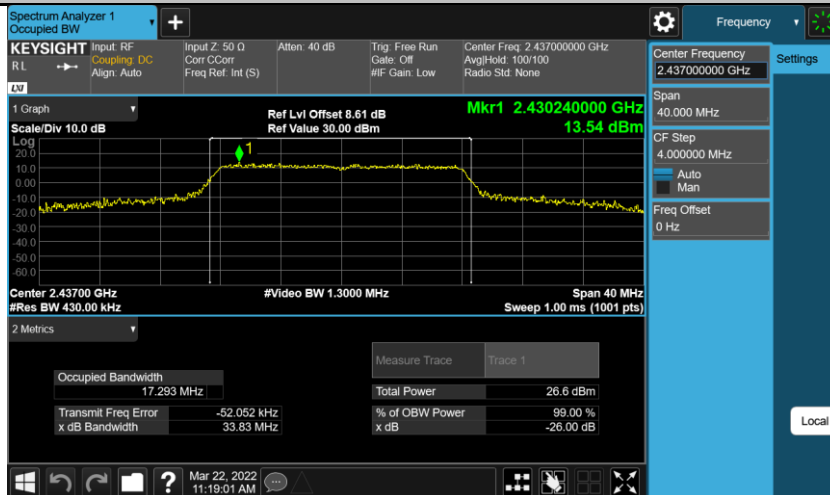 Spectrum Analyzer 1
Occupied BW
Frequency
KEYSIGHT
RL
LXI
Input: RF
Coupling: DC
Align: Auto
Input Z: 50 Ω
Corr CCorr
Freq Ref: Int (S)
Atten: 40 dB
Trig: Free Run
Gate: Off
#IF Gain: Low
Center Freq: 2.437000000 GHz
Avg|Hold: 100/100
Radio Std: None
Center Frequency
2.437000000 GHz
Settings
Span
40.000 MHz
CF Step
4.000000 MHz
Auto
Man
Freq Offset
0 Hz
Local
1 Graph
Scale/Div 10.0 dB
Ref Lvl Offset 8.61 dB
Ref Value 30.00 dBm
Mkr1 2.430240000 GHz
13.54 dBm
Log
1
20.0
10.0
0.00
-10.0
-20.0
-30.0
-40.0
-50.0
-60.0
Center 2.43700 GHz
#Res BW 430.00 kHz
#Video BW 1.3000 MHz
Span 40 MHz
Sweep 1.00 ms (1001 pts)
2 Metrics
Measure Trace Trace 1
Occupied Bandwidth
17.293 MHz
Total Power 26.6 dBm
Transmit Freq Error -52.052 kHz
% of OBW Power 99.00 %
x dB Bandwidth 33.83 MHz
x dB -26.00 dB
Mar 22, 2022
11:19:01 AM